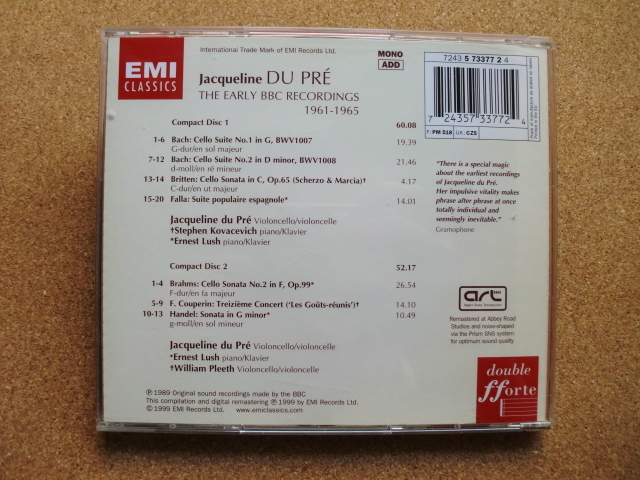 International Trade Mark of EMI Records Ltd.
EMI
CLASSICS
MONO
ADD
7243 5 73377 2 4
7 24357 33772 4
F: PM 518 UK: CZS
Jacqueline DU PRÉ
THE EARLY BBC RECORDINGS
1961-1965
Compact Disc 1 60.08
1-6 Bach: Cello Suite No.1 in G, BWV1007 19.39
G-dur/en sol majeur
7-12 Bach: Cello Suite No.2 in D minor, BWV1008 21.46
d-moll/en ré mineur
13-14 Britten: Cello Sonata in C, Op.65 (Scherzo & Marcia)† 4.17
C-dur/en ut majeur
15-20 Falla: Suite populaire espagnole* 14.01
Jacqueline du Pré Violoncello/violoncelle
†Stephen Kovacevich piano/Klavier
*Ernest Lush piano/Klavier
Compact Disc 2 52.17
1-4 Brahms: Cello Sonata No.2 in F, Op.99* 26.54
F-dur/en fa majeur
5-9 F. Couperin: Treizième Concert ('Les Goûts-réunis')† 14.10
10-13 Handel: Sonata in G minor* 10.49
g-moll/en sol mineur
Jacqueline du Pré Violoncello/violoncelle
*Ernest Lush piano/Klavier
†William Pleeth Violoncello/violoncelle
℗ 1989 Original sound recordings made by the BBC
This compilation and digital remastering ℗ 1999 by EMI Records Ltd.
© 1999 EMI Records Ltd. www.emiclassics.com
"There is a special magic
about the earliest recordings
of Jacqueline du Pré.
Her impulsive vitality makes
phrase after phrase at once
totally individual and
seemingly inevitable."
Gramophone
art
Remastered at Abbey Road
Studios and noise-shaped
via the Prism SNS system
for optimum sound quality
double
fforte